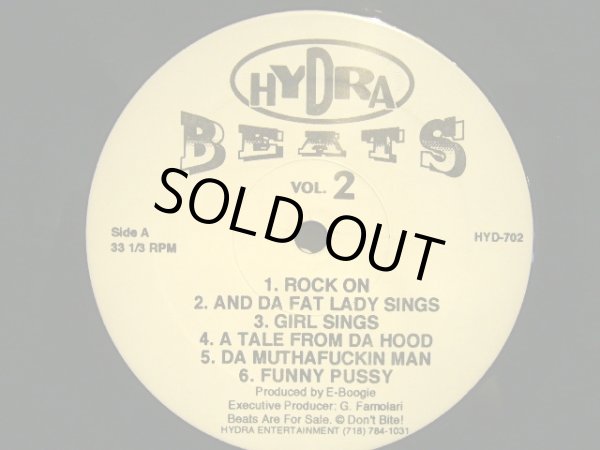 HYDRA
BEATS
VOL. 2
SOLD OUT
Side A
33 1/3 RPM
HYD-702
1. ROCK ON
2. AND DA FAT LADY SINGS
3. GIRL SINGS
4. A TALE FROM DA HOOD
5. DA MUTHAFUCKIN MAN
6. FUNNY PUSSY
Produced by E-Boogie
Executive Producer: G. Famolari
Beats Are For Sale. © Don't Bite!
HYDRA ENTERTAINMENT (718) 784-1031